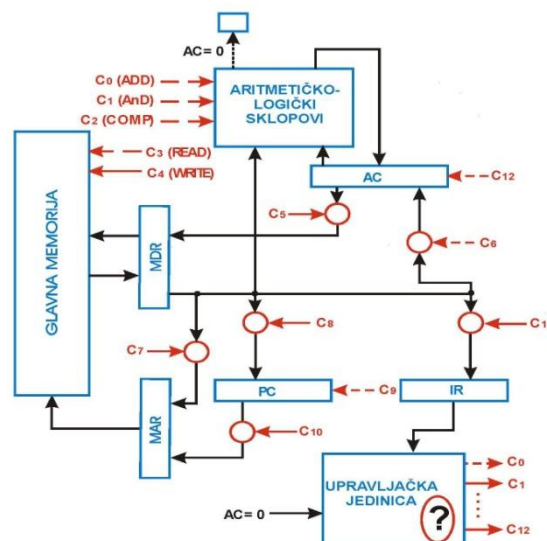 AC= 0
C0 (ADD)
C1 (AnD)
C2 (COMP)
ARITMETIČKO-
LOGIČKI
SKLOPOVI
C3 (READ)
C4 (WRITE)
AC
C12
C5
C6
GLAVNA MEMORIJA
MDR
C7
C8
C1
MAR
PC
C9
IR
C10
UPRAVLJAČKA
JEDINICA
?
AC= 0
C0
C1
C12